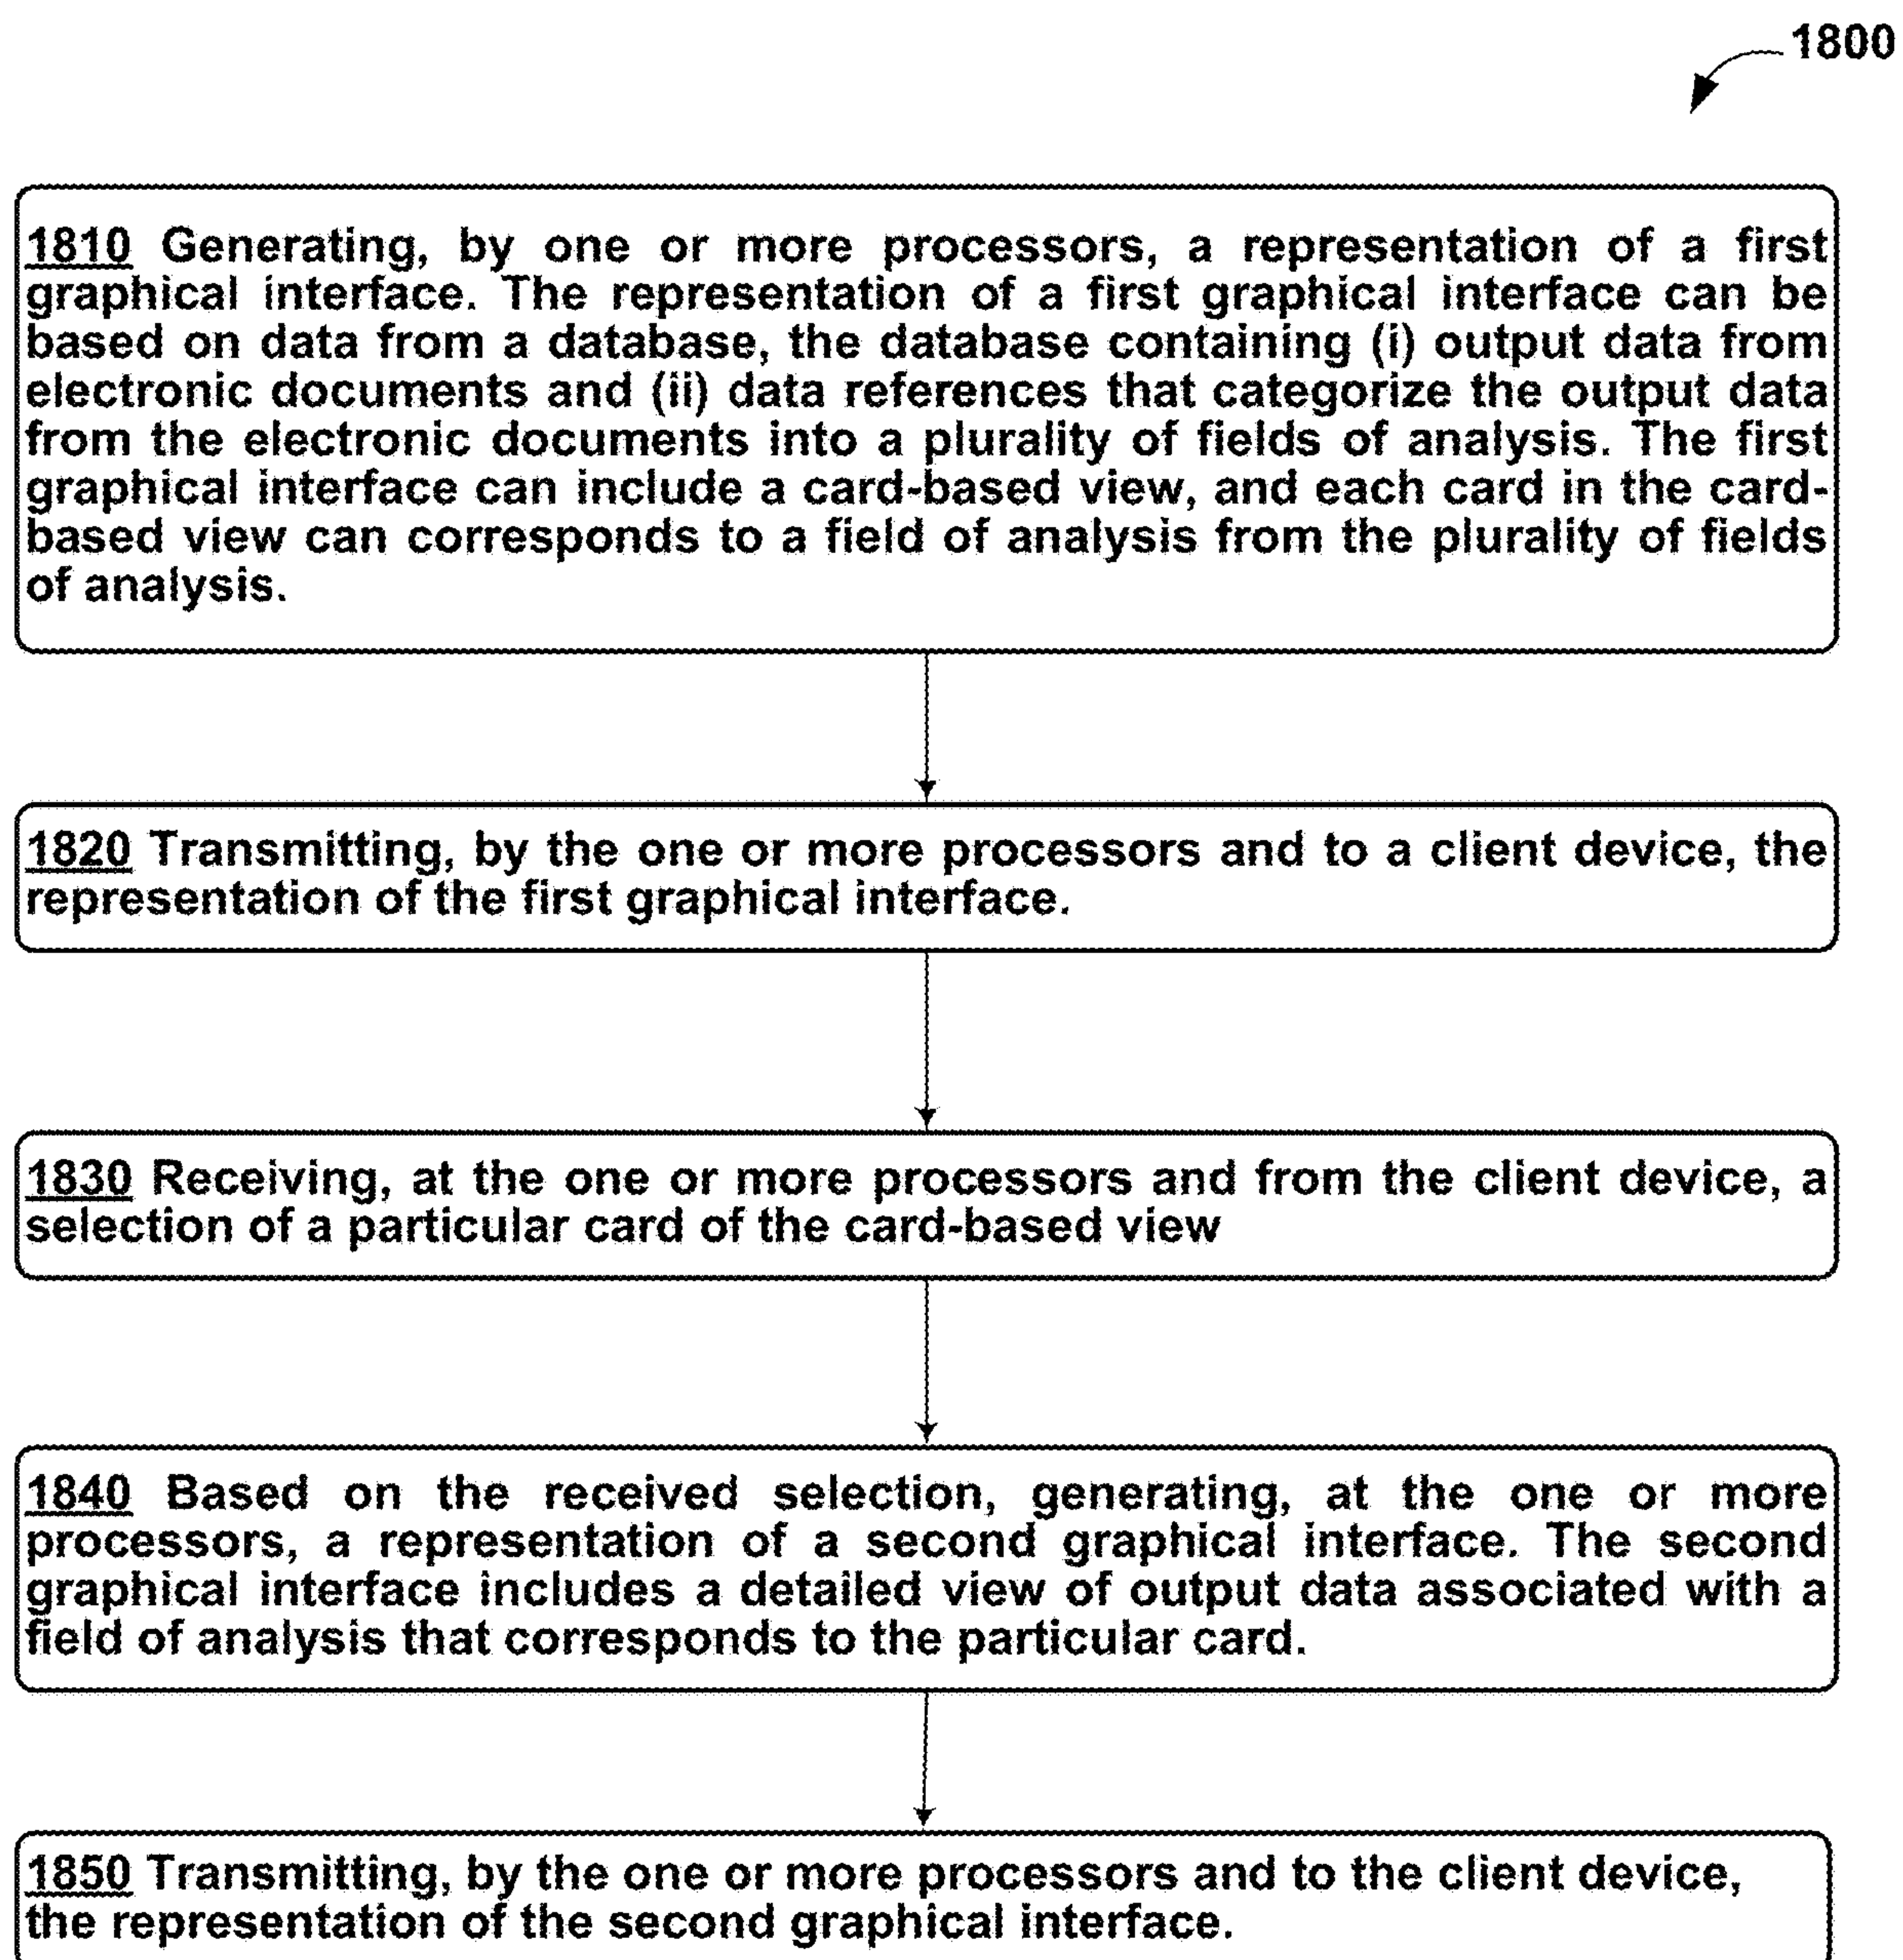 1800
1810 Generating, by one or more processors, a representation of a first
graphical interface. The representation of a first graphical interface can be
based on data from a database, the database containing (i) output data from
electronic documents and (ii) data references that categorize the output data
from the electronic documents into a plurality of fields of analysis. The first
graphical interface can include a card-based view, and each card in the card-
based view can corresponds to a field of analysis from the plurality of fields
of analysis.
1820 Transmitting, by the one or more processors and to a client device, the
representation of the first graphical interface.
1830 Receiving, at the one or more processors and from the client device, a
selection of a particular card of the card-based view
1840 Based on the received selection, generating, at the one or more
processors, a representation of a second graphical interface. The second
graphical interface includes a detailed view of output data associated with a
field of analysis that corresponds to the particular card.
1850 Transmitting, by the one or more processors and to the client device,
the representation of the second graphical interface.